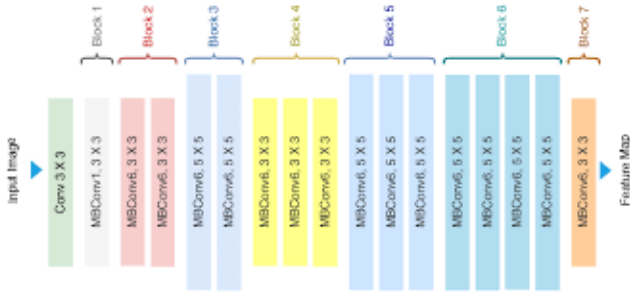 Input Image
Conv 3 X 3
Block 1
MBConv1, 3 X 3
Block 2
MBConv6, 3 X 3
MBConv6, 3 X 3
Block 3
MBConv6, 5 X 5
MBConv6, 5 X 5
Block 4
MBConv6, 3 X 3
MBConv6, 3 X 3
MBConv6, 3 X 3
Block 5
MBConv6, 5 X 5
MBConv6, 5 X 5
MBConv6, 5 X 5
Block 6
MBConv6, 5 X 5
MBConv6, 5 X 5
MBConv6, 5 X 5
MBConv6, 5 X 5
Block 7
MBConv6, 3 X 3
Feature Map